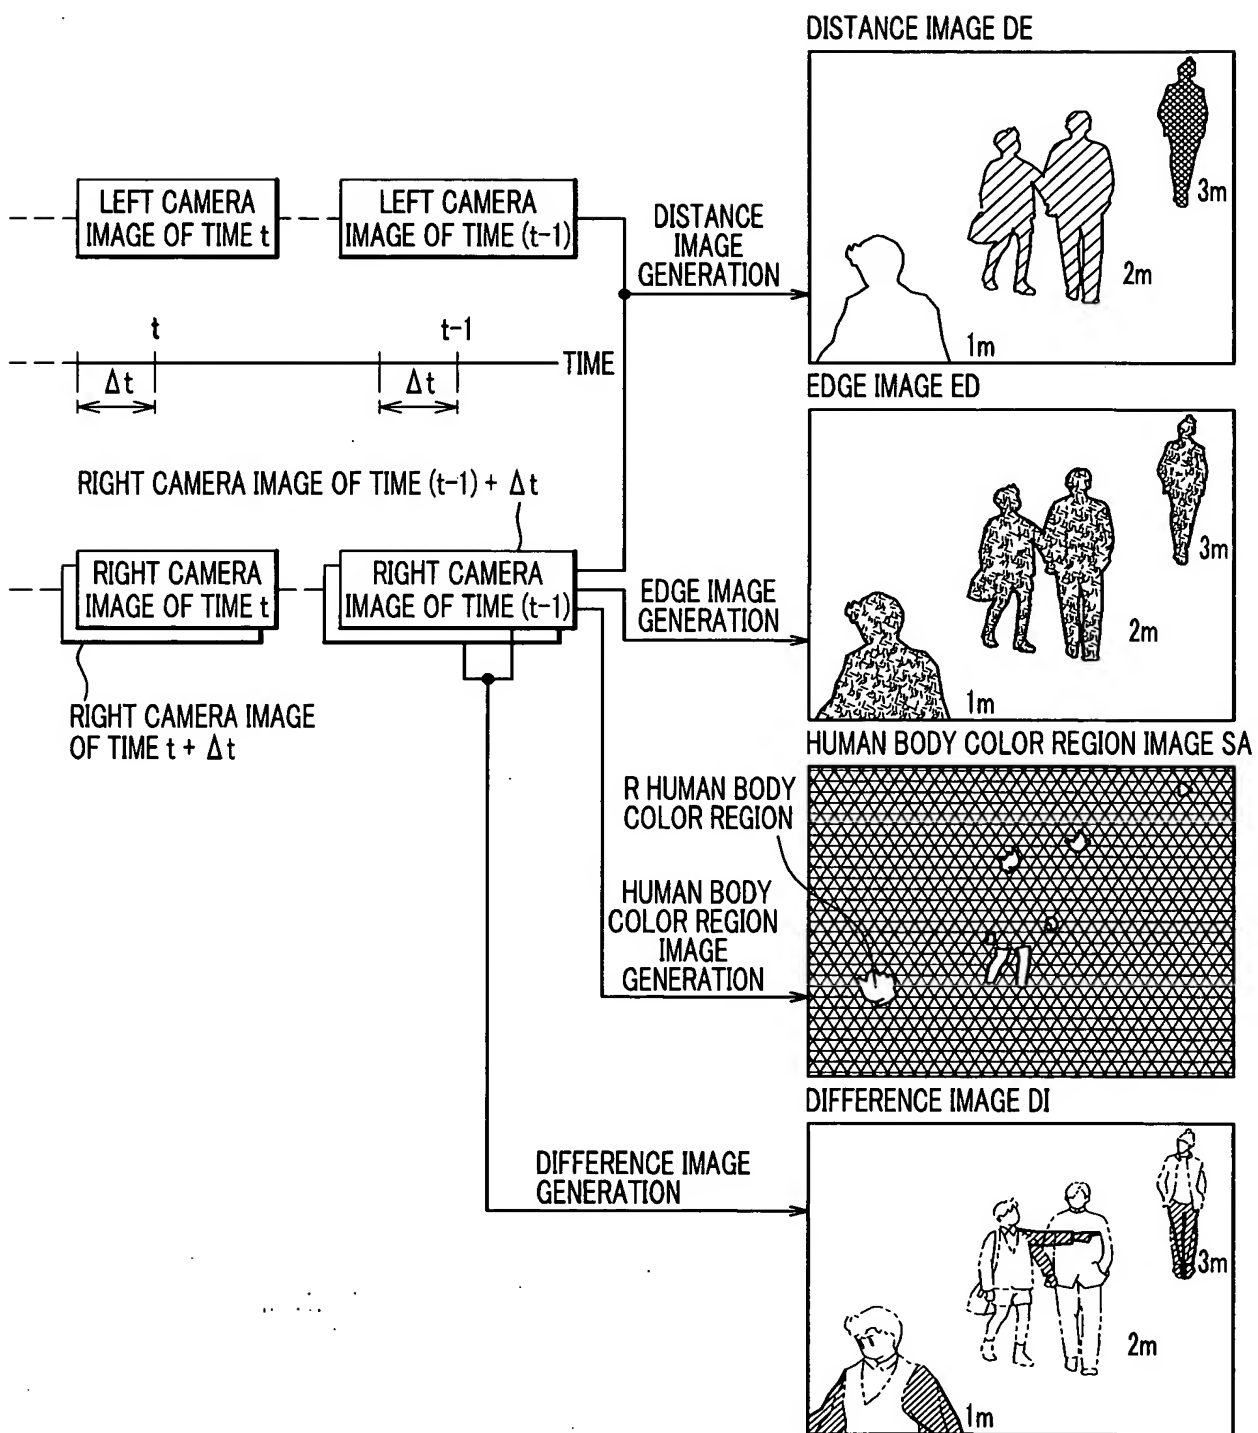 DISTANCE IMAGE DE
3m
2m
1m
LEFT CAMERA
IMAGE OF TIME t
LEFT CAMERA
IMAGE OF TIME (t-1)
DISTANCE
IMAGE
GENERATION
t
t-1
TIME
Δt
Δt
EDGE IMAGE ED
3m
2m
1m
RIGHT CAMERA IMAGE OF TIME (t-1) + Δt
RIGHT CAMERA
IMAGE OF TIME t
RIGHT CAMERA
IMAGE OF TIME (t-1)
EDGE IMAGE
GENERATION
RIGHT CAMERA IMAGE
OF TIME t + Δt
HUMAN BODY COLOR REGION IMAGE SA
R HUMAN BODY
COLOR REGION
HUMAN BODY
COLOR REGION
IMAGE
GENERATION
DIFFERENCE IMAGE DI
DIFFERENCE IMAGE
GENERATION
3m
2m
1m